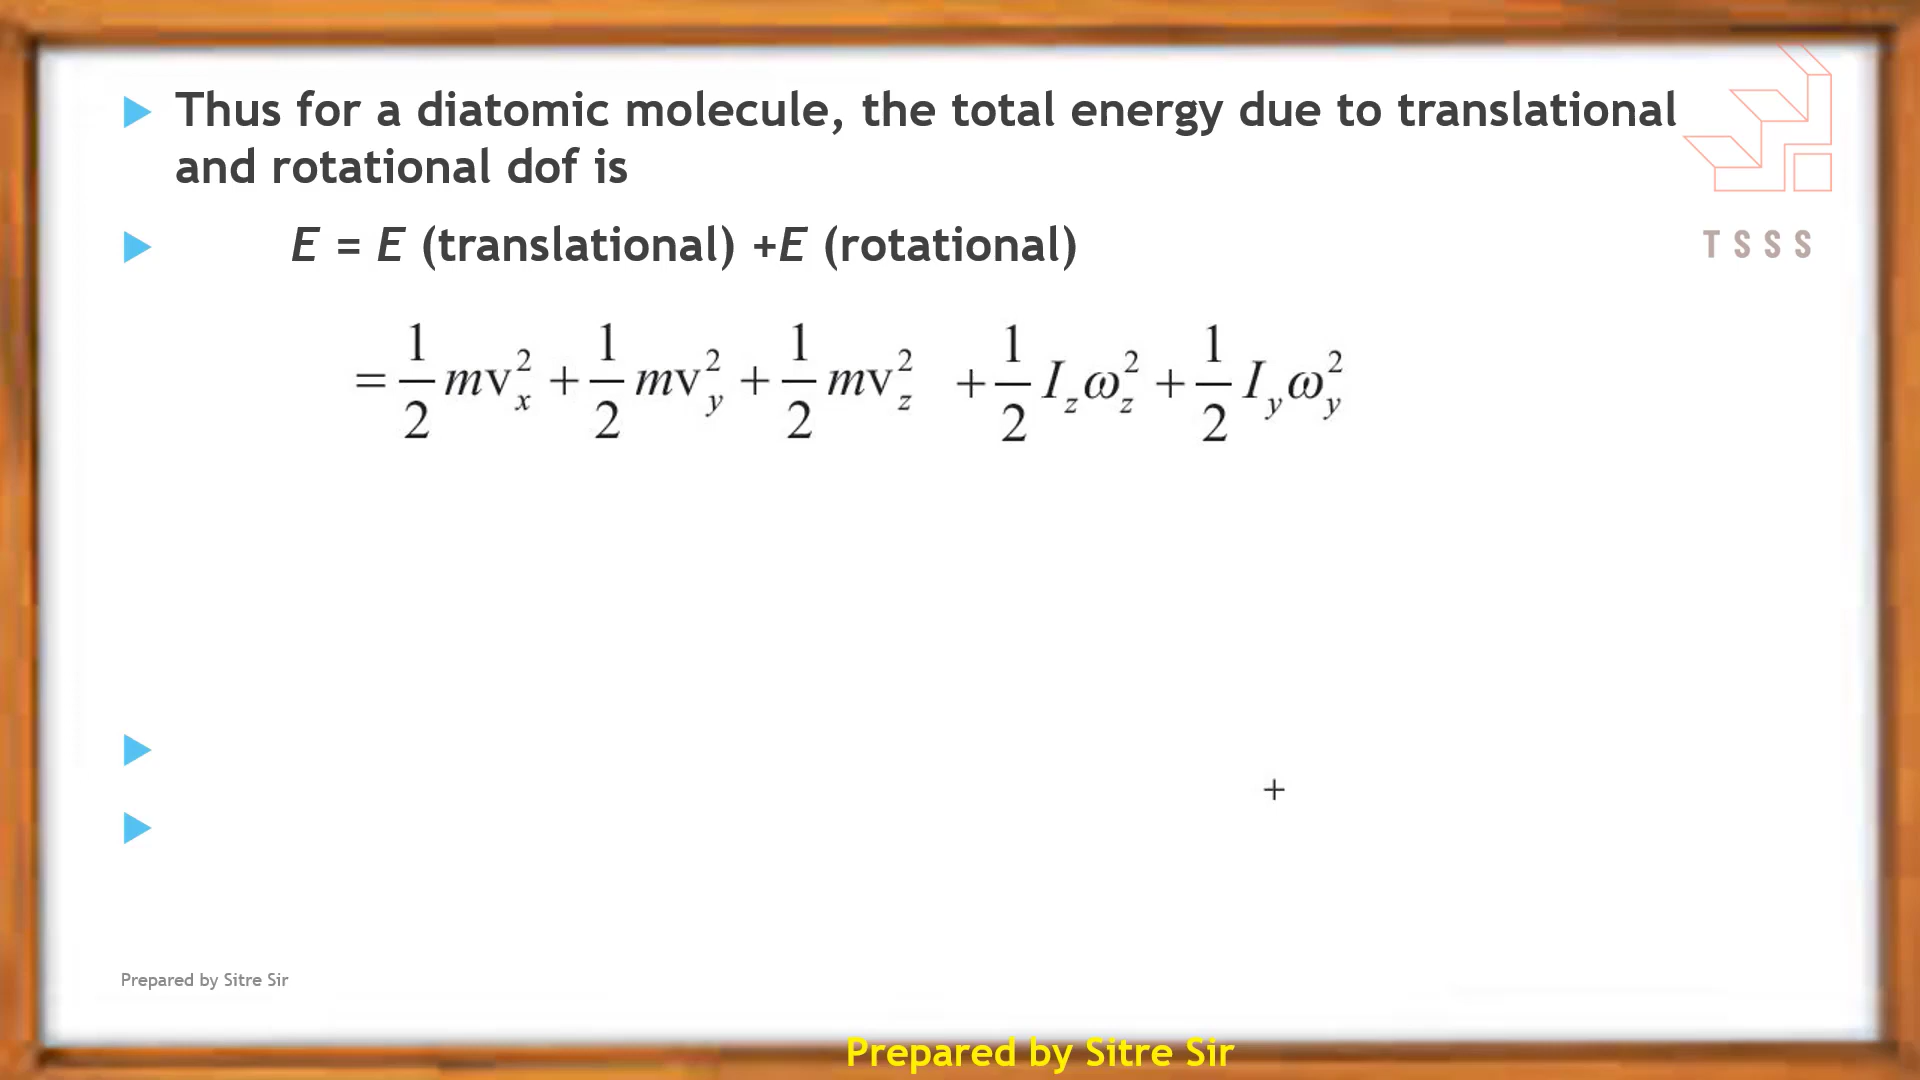 Thus for a diatomic molecule, the total energy due to translational
and rotational dof is
E = E (translational) +E (rotational)
TSSS
= 1/2 mv_x^2 + 1/2 mv_y^2 + 1/2 mv_z^2 + 1/2 I_z ω_z^2 + 1/2 I_y ω_y^2
+
Prepared by Sitre Sir
Prepared by Sitre Sir